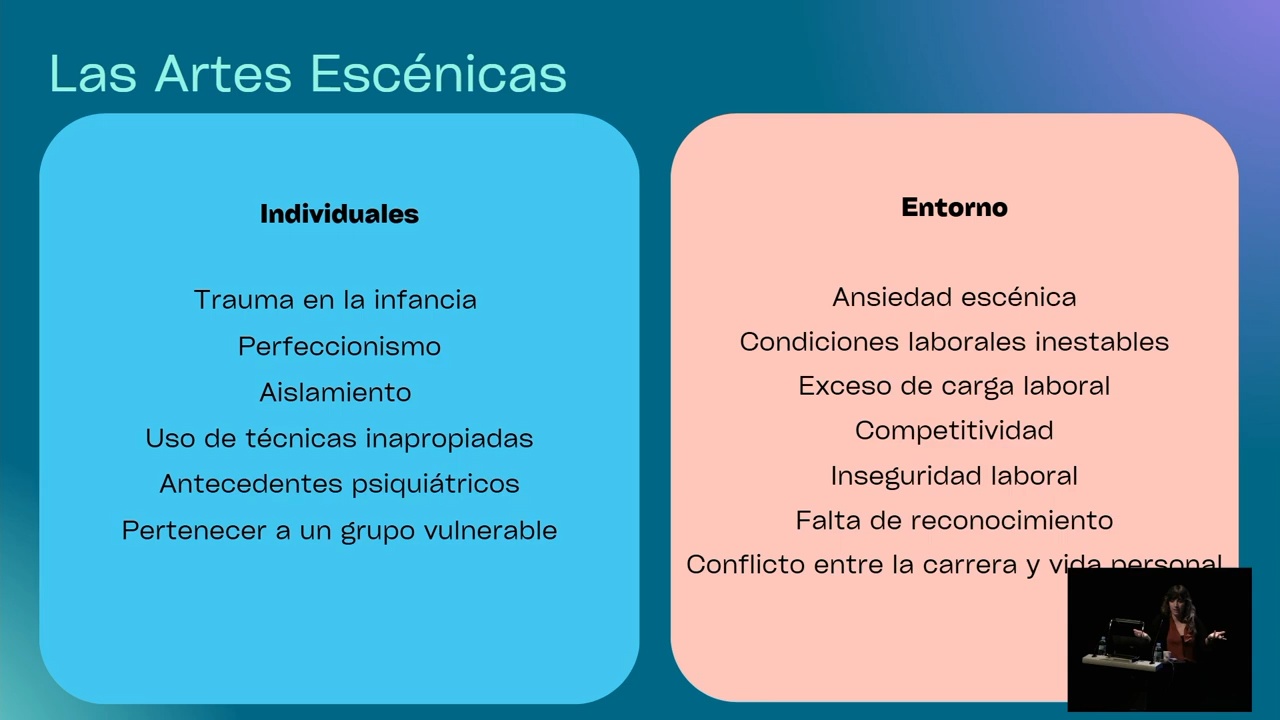 Las Artes Escénicas
Individuales
Trauma en la infancia
Perfeccionismo
Aislamiento
Uso de técnicas inapropiadas
Antecedentes psiquiátricos
Pertenecer a un grupo vulnerable
Entorno
Ansiedad escénica
Condiciones laborales inestables
Exceso de carga laboral
Competitividad
Inseguridad laboral
Falta de reconocimiento
Conflicto entre la carrera y vida personal